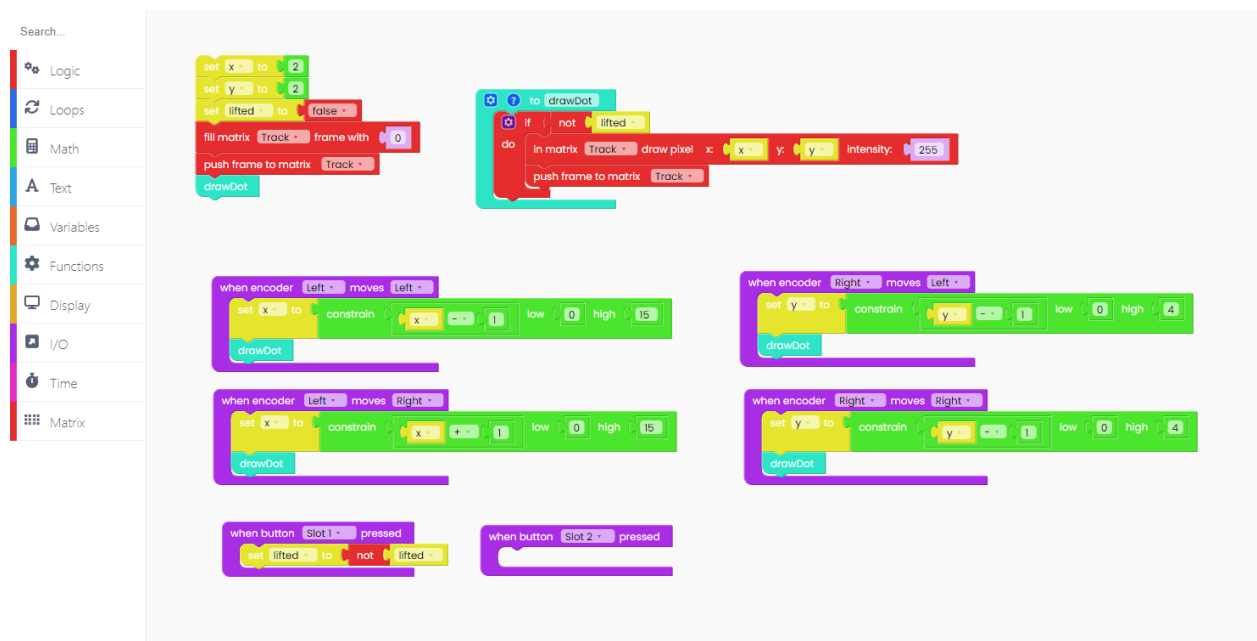 Search...
Logic
Loops
Math
Text
Variables
Functions
Display
I/O
Time
Matrix
set x to 2
set y to 2
set lifted to false
fill matrix Track frame with 0
push frame to matrix Track
drawDot
? to drawDot
if not lifted
do in matrix Track draw pixel x: x y: y intensity: 255
push frame to matrix Track
when encoder Left moves Left
set x to constrain x - 1 low 0 high 15
drawDot
when encoder Right moves Left
set y to constrain y - 1 low 0 high 4
drawDot
when encoder Left moves Right
set x to constrain x + 1 low 0 high 15
drawDot
when encoder Right moves Right
set y to constrain y - 1 low 0 high 4
drawDot
when button Slot 1 pressed
set lifted to not lifted
when button Slot 2 pressed